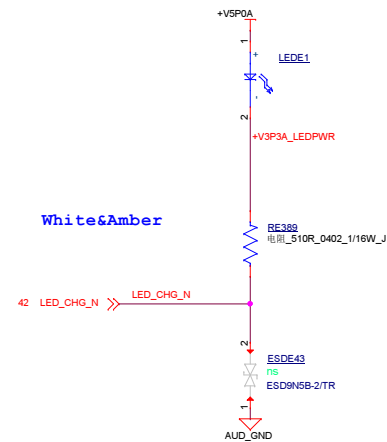 +V5P0A
1
+
LEDE1
-
2
+V3P3A_LEDPWR
White&Amber
RE389
电阻_510R_0402_1/16W_J
42 LED_CHG_N
LED_CHG_N
2
ESDE43
ns
ESD9N5B-2/TR
1
AUD_GND